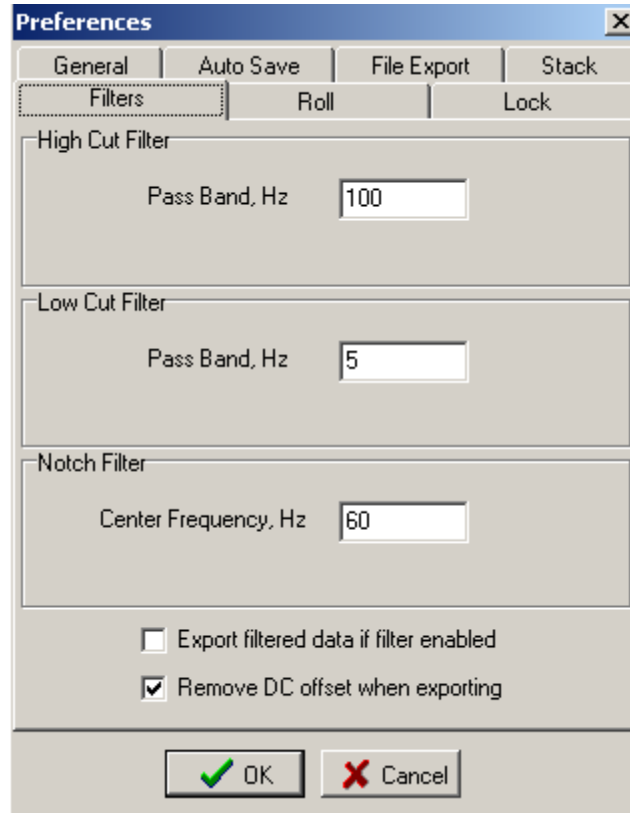 Preferences
General Auto Save File Export Stack
Filters Roll Lock
High Cut Filter
Pass Band, Hz 100
Low Cut Filter
Pass Band, Hz 5
Notch Filter
Center Frequency, Hz 60
Export filtered data if filter enabled
Remove DC offset when exporting
OK Cancel